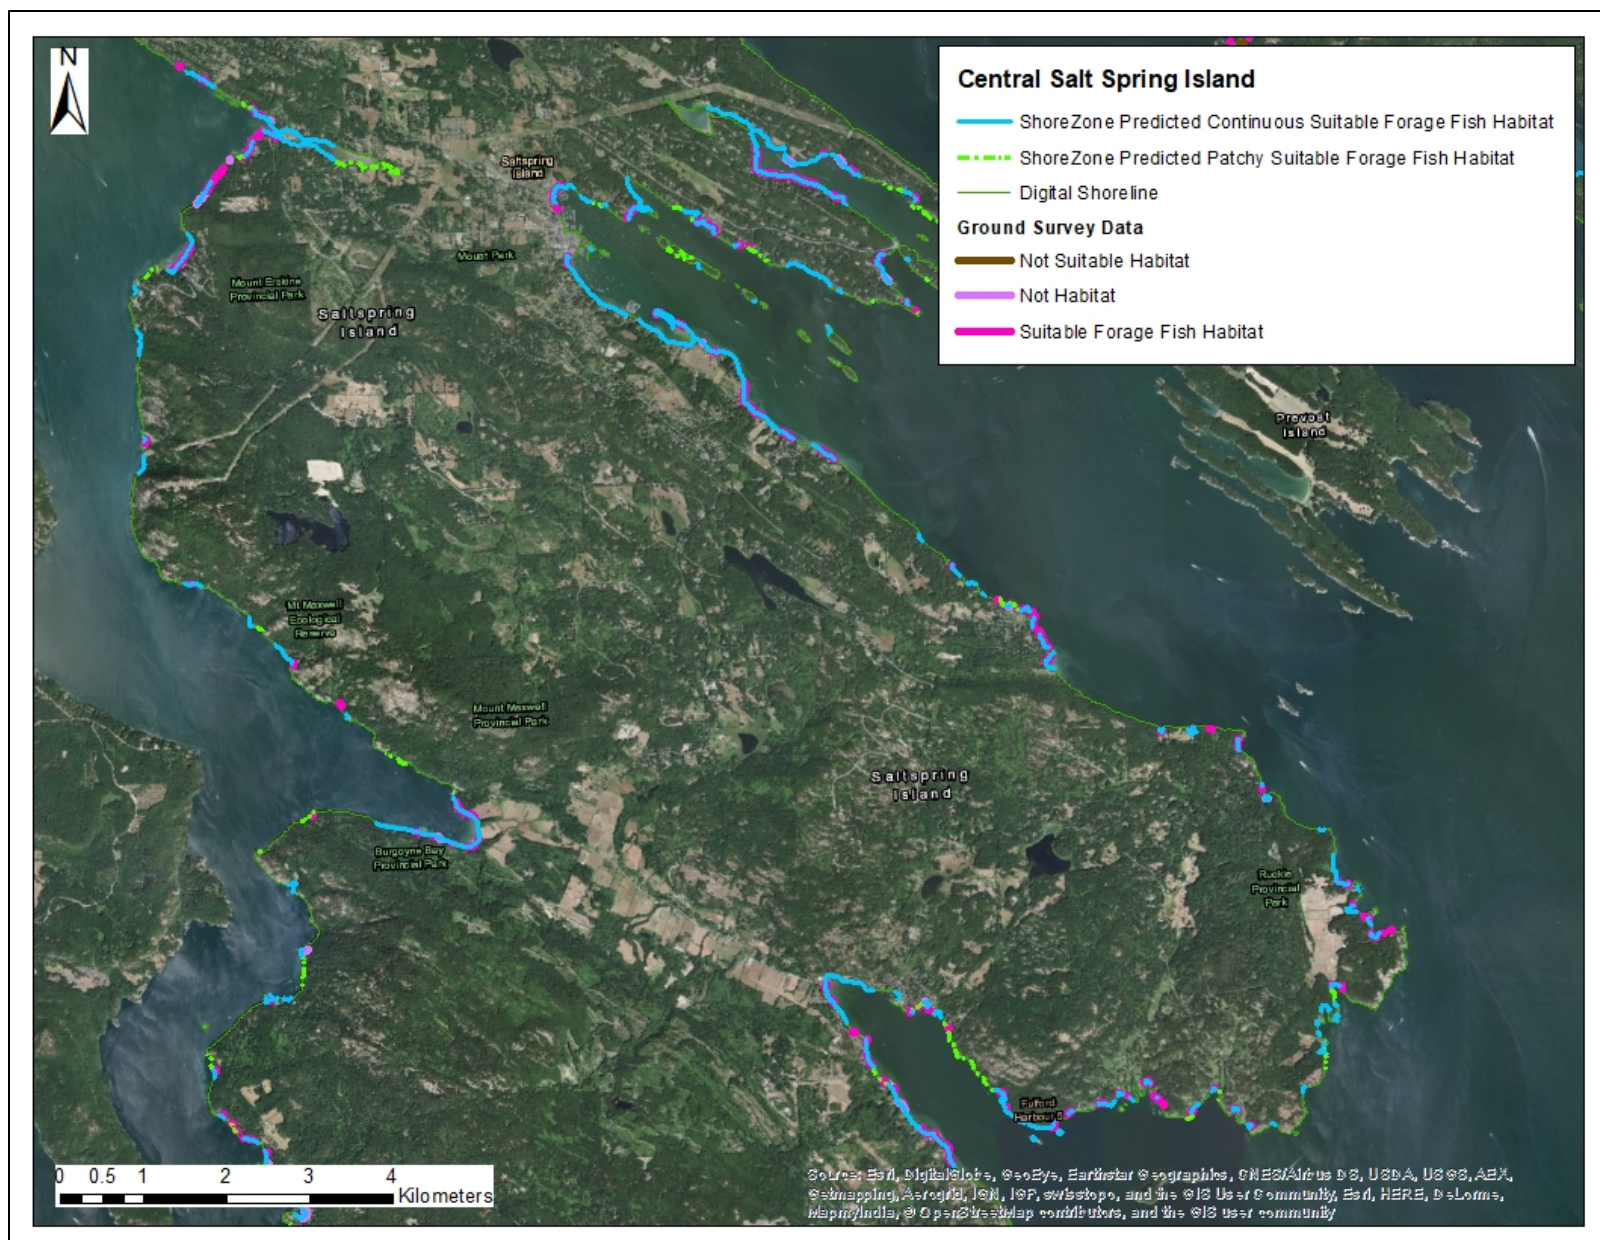 N
Central Salt Spring Island
ShoreZone Predicted Continuous Suitable Forage Fish Habitat
ShoreZone Predicted Patchy Suitable Forage Fish Habitat
Digital Shoreline
Ground Survey Data
Not Suitable Habitat
Not Habitat
Suitable Forage Fish Habitat
Saltspring
Island
Mouat Park
Mount Erskine
Provincial Park
Saltspring
Island
Prevost
Island
Mt Maxwell
Ecological
Reserve
Mount Maxwell
Provincial Park
Saltspring
Island
Burgoyne Bay
Provincial Park
Ruckle
Provincial
Park
Fulford
Harbour 5
0 0.5 1 2 3 4
Kilometers
Source: Esri, DigitalGlobe, GeoEye, Earthstar Geographics, CNES/Airbus DS, USDA, USGS, AEX,
Getmapping, Aerogrid, IGN, IGP, swisstopo, and the GIS User Community, Esri, HERE, DeLorme,
MapmyIndia, © OpenStreetMap contributors, and the GIS user community